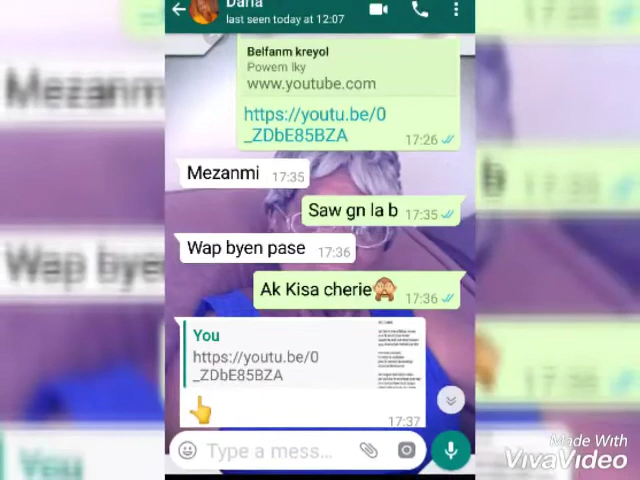 Dana
last seen today at 12:07
Belfanm kreyol
Powem Iky
www.youtube.com
https://youtu.be/0
_ZDbE85BZA
17:26
Mezanmi 17:35
Saw gn la b 17:35
Wap byen pase 17:36
Ak Kisa cherie🙈 17:36
You
https://youtu.be/0
_ZDbE85BZA
👆
17:37
Type a mess...
Made With
VivaVideo